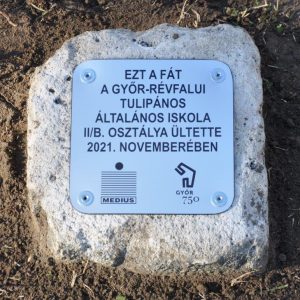 EZT A FÁT
A GYŐR-RÉVFALUI
TULIPÁNOS
ÁLTALÁNOS ISKOLA
II/B. OSZTÁLYA ÜLTETTE
2021. NOVEMBERÉBEN
MEDIUS
GYŐR
750